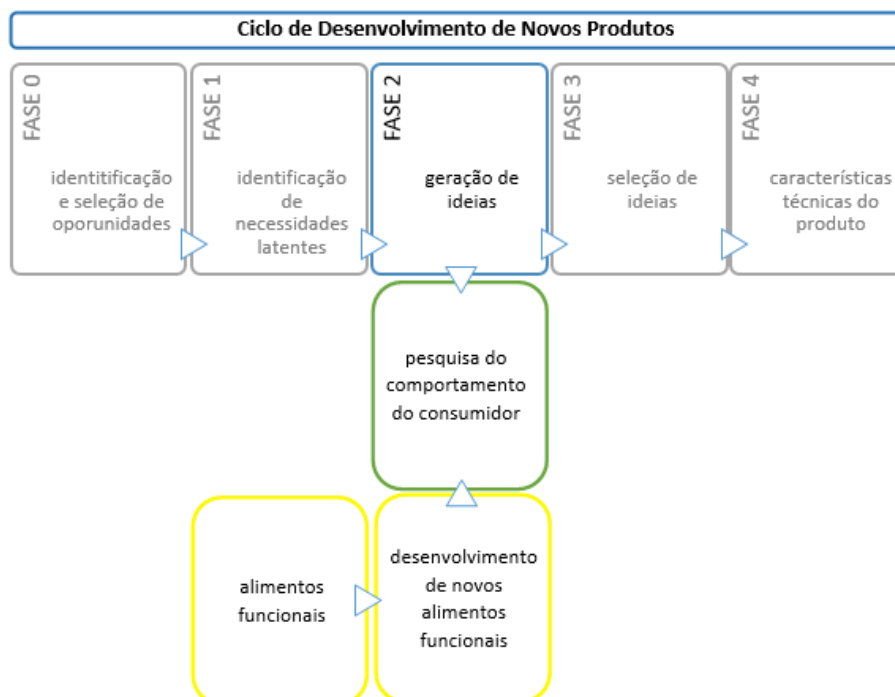 Ciclo de Desenvolvimento de Novos Produtos
FASE 0
identitificação
e seleção de
oporunidades
FASE 1
identificação
de
necessidades
latentes
FASE 2
geração de
ideias
FASE 3
seleção de
ideias
FASE 4
características
técnicas do
produto
pesquisa do
comportamento
do consumidor
alimentos
funcionais
desenvolvimento
de novos
alimentos
funcionais